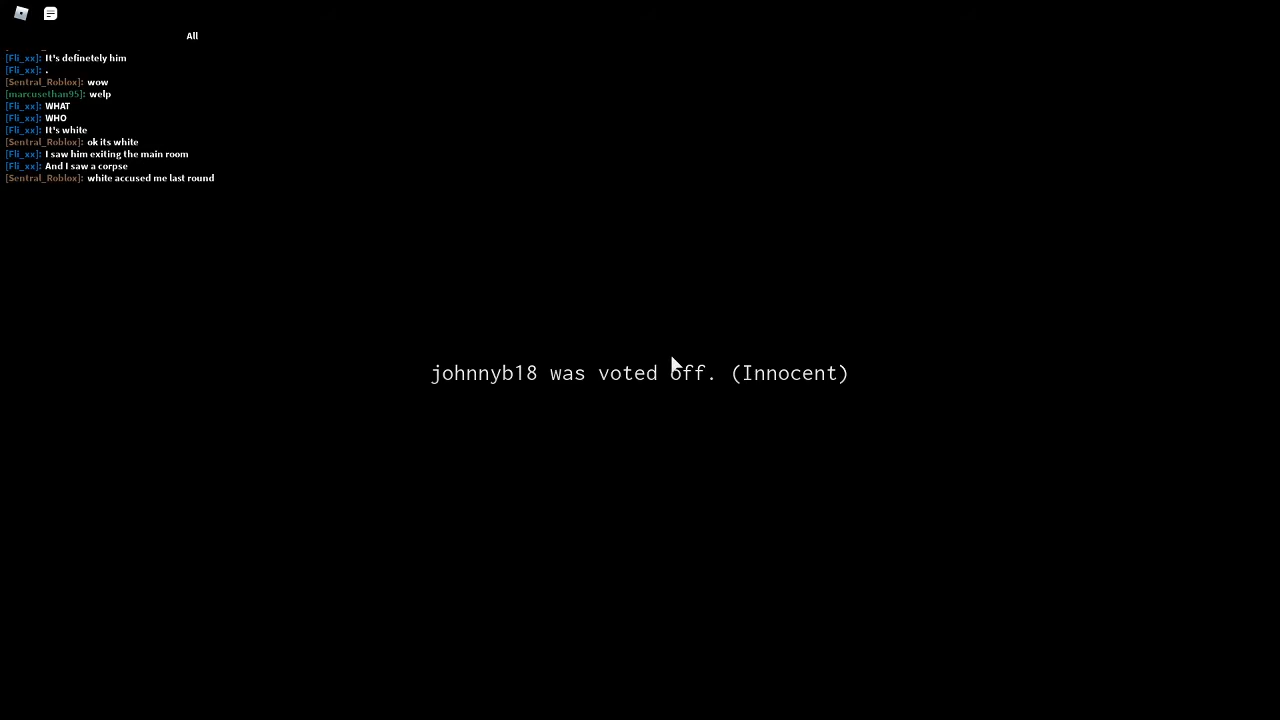 All
[Fli_xx]: It's definetely him
[Fli_xx]: .
[Sentral_Roblox]: wow
[marcusethan95]: welp
[Fli_xx]: WHAT
[Fli_xx]: WHO
[Fli_xx]: It's white
[Sentral_Roblox]: ok its white
[Fli_xx]: I saw him exiting the main room
[Fli_xx]: And I saw a corpse
[Sentral_Roblox]: white accused me last round
johnnyb18 was voted off. (Innocent)